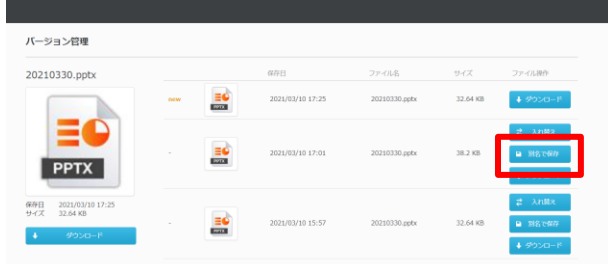 バージョン管理
20210330.pptx
保存日 ファイル名 サイズ ファイル操作
new PPTX 2021/03/10 17:25 20210330.pptx 32.64 KB ダウンロード
入れ替え
- PPTX 2021/03/10 17:01 20210330.pptx 38.2 KB 別名で保存
PPTX
保存日 2021/03/10 17:25
サイズ 32.64 KB
入れ替え
- PPTX 2021/03/10 15:57 20210330.pptx 32.64 KB 別名で保存
ダウンロード
ダウンロード